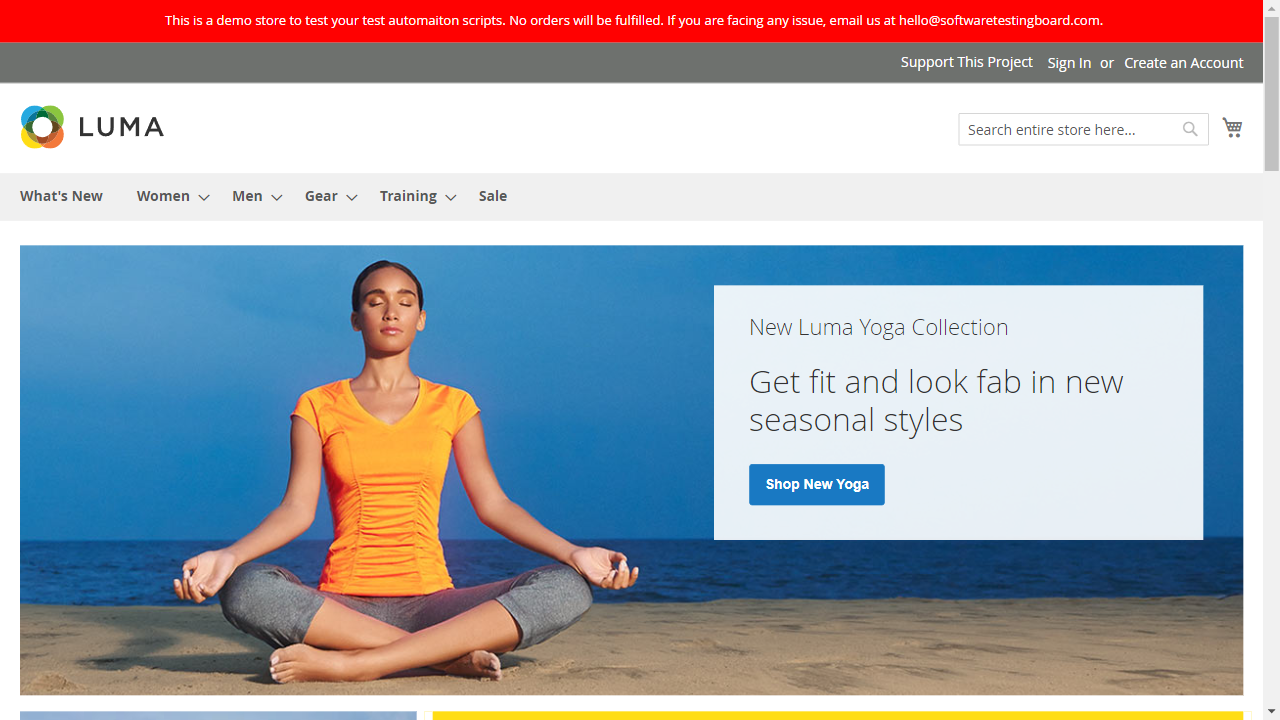 This is a demo store to test your test automaiton scripts. No orders will be fulfilled. If you are facing any issue, email us at hello@softwaretestingboard.com.
Support This Project Sign In or Create an Account
LUMA
Search entire store here...
What's New Women Men Gear Training Sale
New Luma Yoga Collection
Get fit and look fab in new
seasonal styles
Shop New Yoga